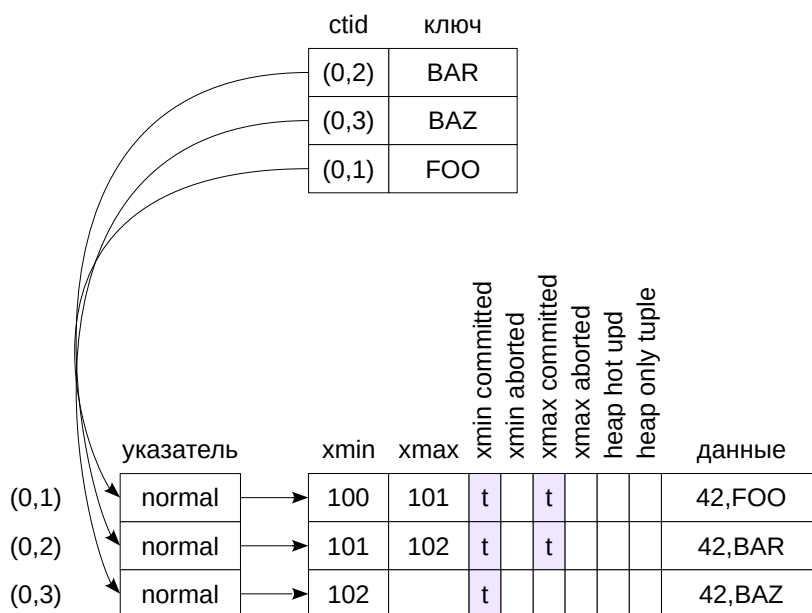 ctid ключ
(0,2) BAR
(0,3) BAZ
(0,1) FOO
указатель xmin xmax xmin committed xmin aborted xmax committed xmax aborted heap hot upd heap only tuple данные
(0,1) normal 100 101 t t 42,FOO
(0,2) normal 101 102 t t 42,BAR
(0,3) normal 102 t 42,BAZ